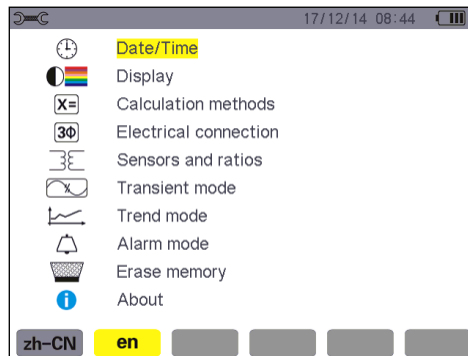 17/12/14 08:44
Date/Time
Display
X= Calculation methods
3Φ Electrical connection
Sensors and ratios
Transient mode
Trend mode
Alarm mode
Erase memory
i About
zh-CN en